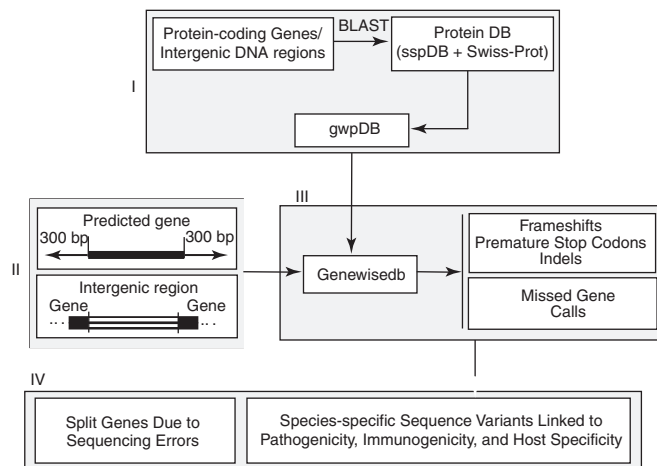 Protein-coding Genes/
Intergenic DNA regions
BLAST
Protein DB
(sspDB + Swiss-Prot)
I
gwpDB
III
Predicted gene
300 bp
300 bp
II
Intergenic region
Gene
Gene
Genewisedb
Frameshifts
Premature Stop Codons
Indels
Missed Gene
Calls
IV
Split Genes Due to
Sequencing Errors
Species-specific Sequence Variants Linked to
Pathogenicity, Immunogenicity, and Host Specificity